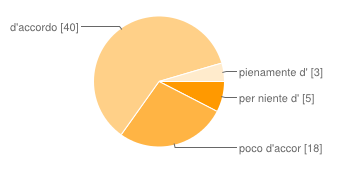 d'accordo [40]
pienamente d' [3]
per niente d' [5]
poco d'accor [18]